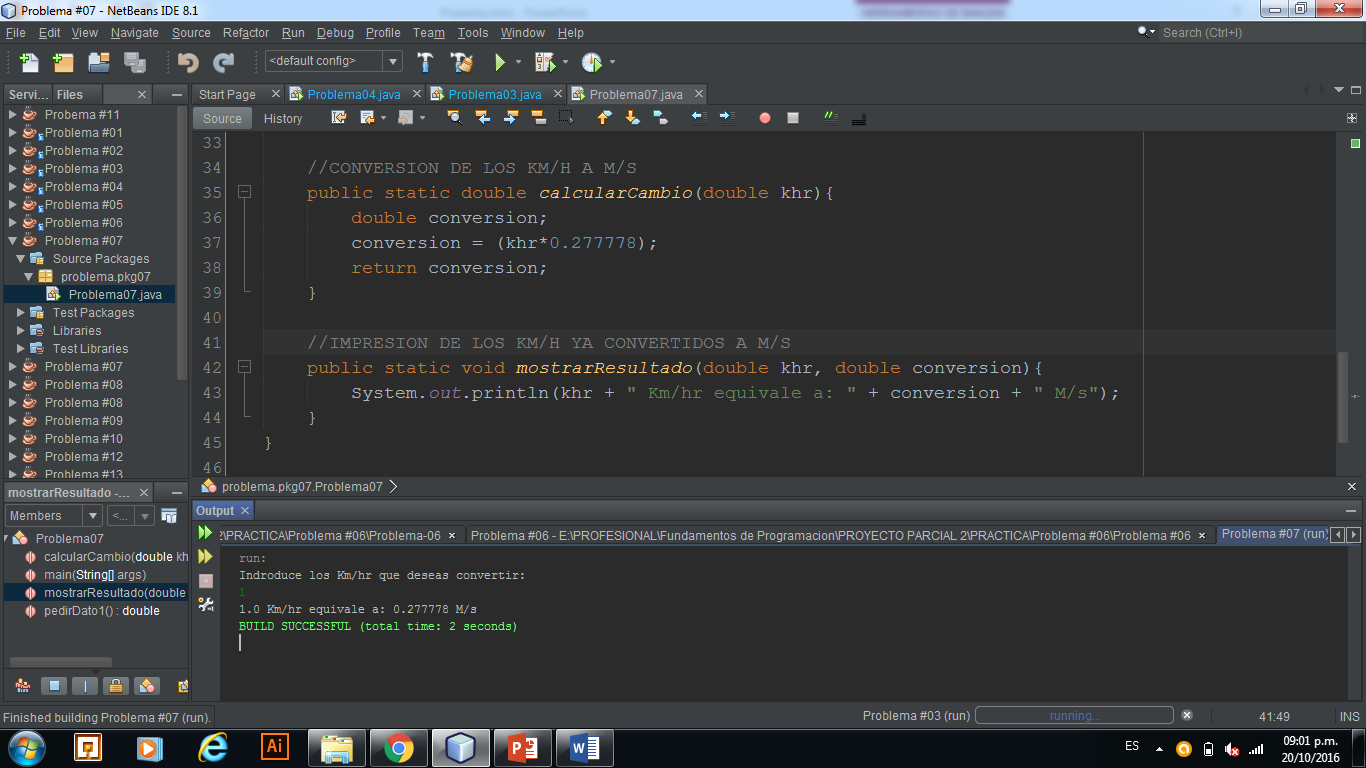 Problema #07 - NetBeans IDE 8.1
File Edit View Navigate Source Refactor Run Debug Profile Team Tools Window Help
Search (Ctrl+I)
<default config>
Servi... Files
Start Page Problema04.java Problema03.java Problema07.java
Source History
Probema #11
Problema #01
Problema #02
Problema #03
Problema #04
Problema #05
Problema #06
Problema #07
Source Packages
problema.pkg07
Problema07.java
Test Packages
Libraries
Test Libraries
Problema #07
Problema #08
Problema #08
Problema #09
Problema #10
Problema #12
Problema #13
33
34 //CONVERSION DE LOS KM/H A M/S
35 public static double calcularCambio(double khr){
36 double conversion;
37 conversion = (khr*0.277778);
38 return conversion;
39 }
40
41 //IMPRESION DE LOS KM/H YA CONVERTIDOS A M/S
42 public static void mostrarResultado(double khr, double conversion){
43 System.out.println(khr + " Km/hr equivale a: " + conversion + " M/s");
44 }
45 }
46
problema.pkg07.Problema07
mostrarResultado -...
Members <...
Problema07
calcularCambio(double kh
main(String[] args)
mostrarResultado(double
pedirDato1() : double
Output
2\PRACTICA\Problema #06\Problema-06 Problema #06 - E:\PROFESIONAL\Fundamentos de Programacion\PROYECTO PARCIAL 2\PRACTICA\Problema #06\Problema #06 Problema #07 (run)
run:
Indroduce los Km/hr que deseas convertir:
1
1.0 Km/hr equivale a: 0.277778 M/s
BUILD SUCCESSFUL (total time: 2 seconds)
Finished building Problema #07 (run).
Problema #03 (run) running... 41:49 INS
Ai
ES
09:01 p.m.
20/10/2016